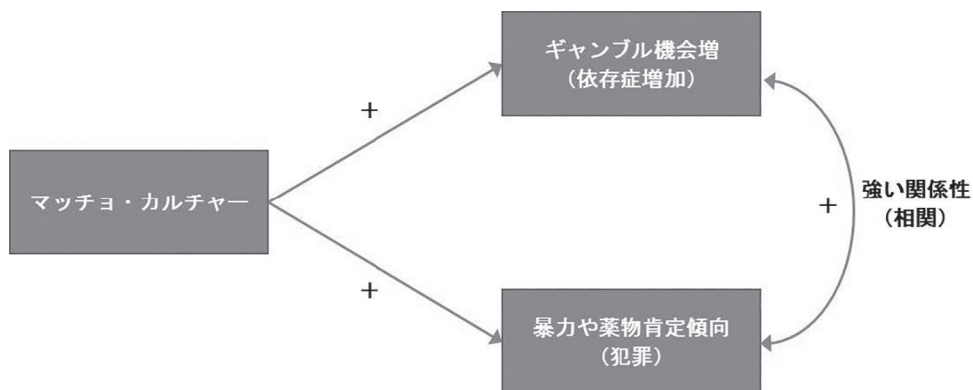 ギャンブル機会増
（依存症増加）
+
マッチョ・カルチャー
+
強い関係性
（相関）
+
暴力や薬物肯定傾向
（犯罪）